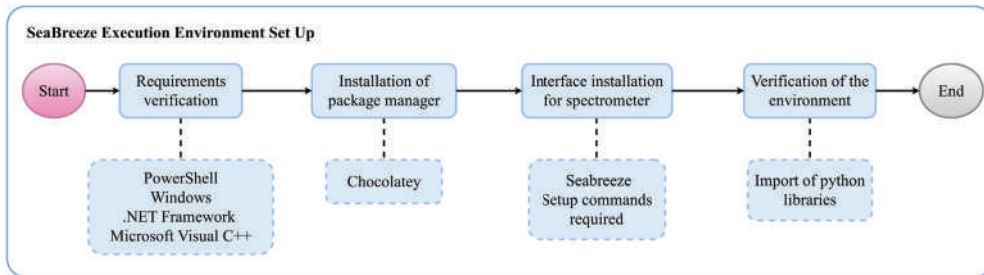 SeaBreeze Execution Environment Set Up
Start
Requirements
verification
Installation of
package manager
Interface installation
for spectrometer
Verification of the
environment
End
PowerShell
Windows
.NET Framework
Microsoft Visual C++
Chocolatey
Seabreeze
Setup commands
required
Import of python
libraries